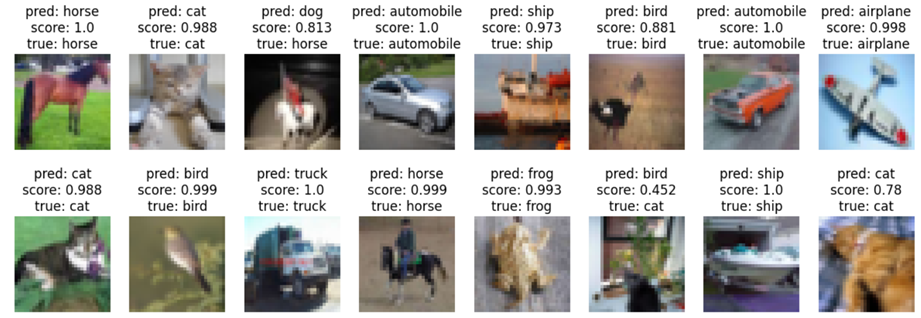 pred: horse
score: 1.0
true: horse
pred: cat
score: 0.988
true: cat
pred: dog
score: 0.813
true: horse
pred: automobile
score: 1.0
true: automobile
pred: ship
score: 0.973
true: ship
pred: bird
score: 0.881
true: bird
pred: automobile
score: 1.0
true: automobile
pred: airplane
score: 0.998
true: airplane
pred: cat
score: 0.988
true: cat
pred: bird
score: 0.999
true: bird
pred: truck
score: 1.0
true: truck
pred: horse
score: 0.999
true: horse
pred: frog
score: 0.993
true: frog
pred: bird
score: 0.452
true: cat
pred: ship
score: 1.0
true: ship
pred: cat
score: 0.78
true: cat